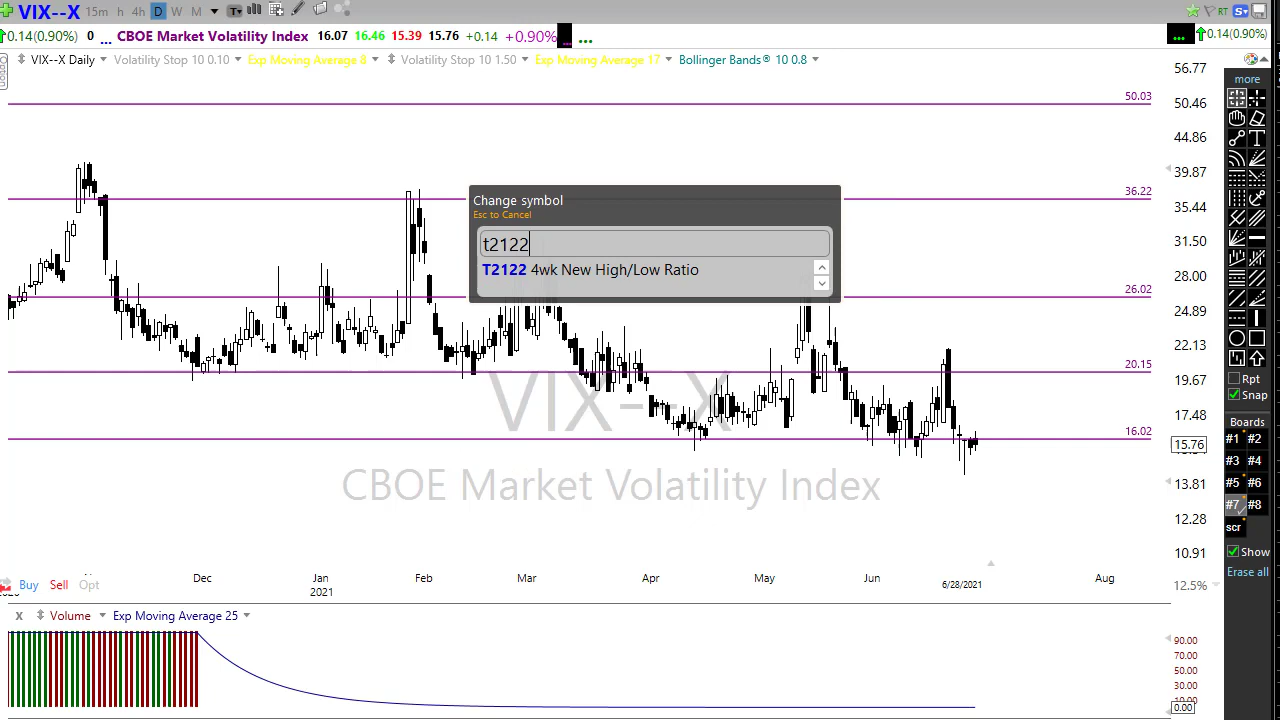 VIX--X 15m h 4h D W M T
0.14(0.90%) 0 ... CBOE Market Volatility Index 16.07 16.46 15.39 15.76 +0.14 +0.90% ... ... 0.14(0.90%)
RT S
VIX--X Daily Volatility Stop 10 0.10 Exp Moving Average 8 Volatility Stop 10 1.50 Exp Moving Average 17 Bollinger Bands® 10 0.8
Option
56.77
50.03
50.46
44.86
39.87
36.22
35.44
31.50
28.00
26.02
24.89
22.13
20.15
19.67
17.48
16.02
15.76
13.81
12.28
10.91
Change symbol
Esc to Cancel
t2122
T2122 4wk New High/Low Ratio
VIX--X
CBOE Market Volatility Index
more
T
Rpt
Snap
Boards
#1 #2
#3 #4
#5 #6
#7 #8
scr
Show
Erase all
Dec Jan Feb Mar Apr May Jun 6/28/2021 Aug
2021
Buy Sell Opt
12.5%
X Volume Exp Moving Average 25
90.00
70.00
50.00
30.00
0.00